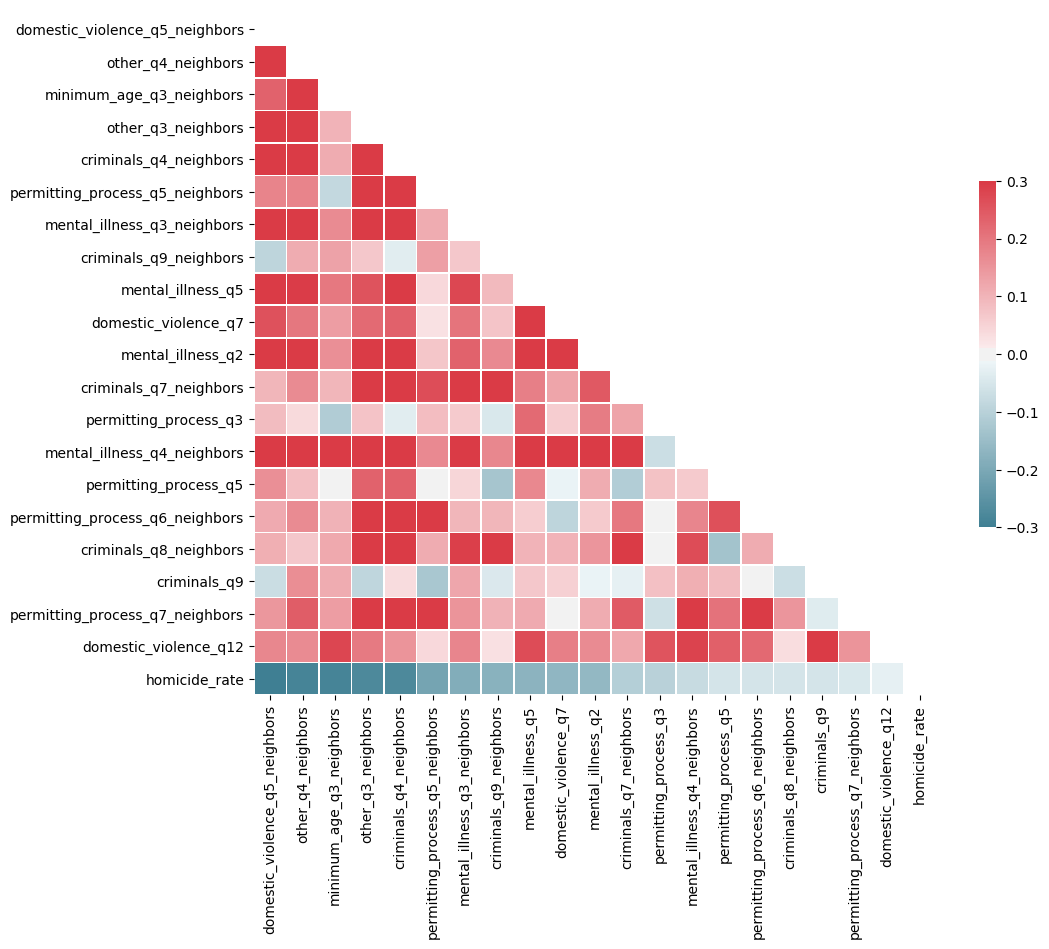 domestic_violence_q5_neighbors
other_q4_neighbors
minimum_age_q3_neighbors
other_q3_neighbors
criminals_q4_neighbors
permitting_process_q5_neighbors
mental_illness_q3_neighbors
criminals_q9_neighbors
mental_illness_q5
domestic_violence_q7
mental_illness_q2
criminals_q7_neighbors
permitting_process_q3
mental_illness_q4_neighbors
permitting_process_q5
permitting_process_q6_neighbors
criminals_q8_neighbors
criminals_q9
permitting_process_q7_neighbors
domestic_violence_q12
homicide_rate
domestic_violence_q5_neighbors
other_q4_neighbors
minimum_age_q3_neighbors
other_q3_neighbors
criminals_q4_neighbors
permitting_process_q5_neighbors
mental_illness_q3_neighbors
criminals_q9_neighbors
mental_illness_q5
domestic_violence_q7
mental_illness_q2
criminals_q7_neighbors
permitting_process_q3
mental_illness_q4_neighbors
permitting_process_q5
permitting_process_q6_neighbors
criminals_q8_neighbors
criminals_q9
permitting_process_q7_neighbors
domestic_violence_q12
homicide_rate
0.3
0.2
0.1
0.0
−0.1
−0.2
−0.3